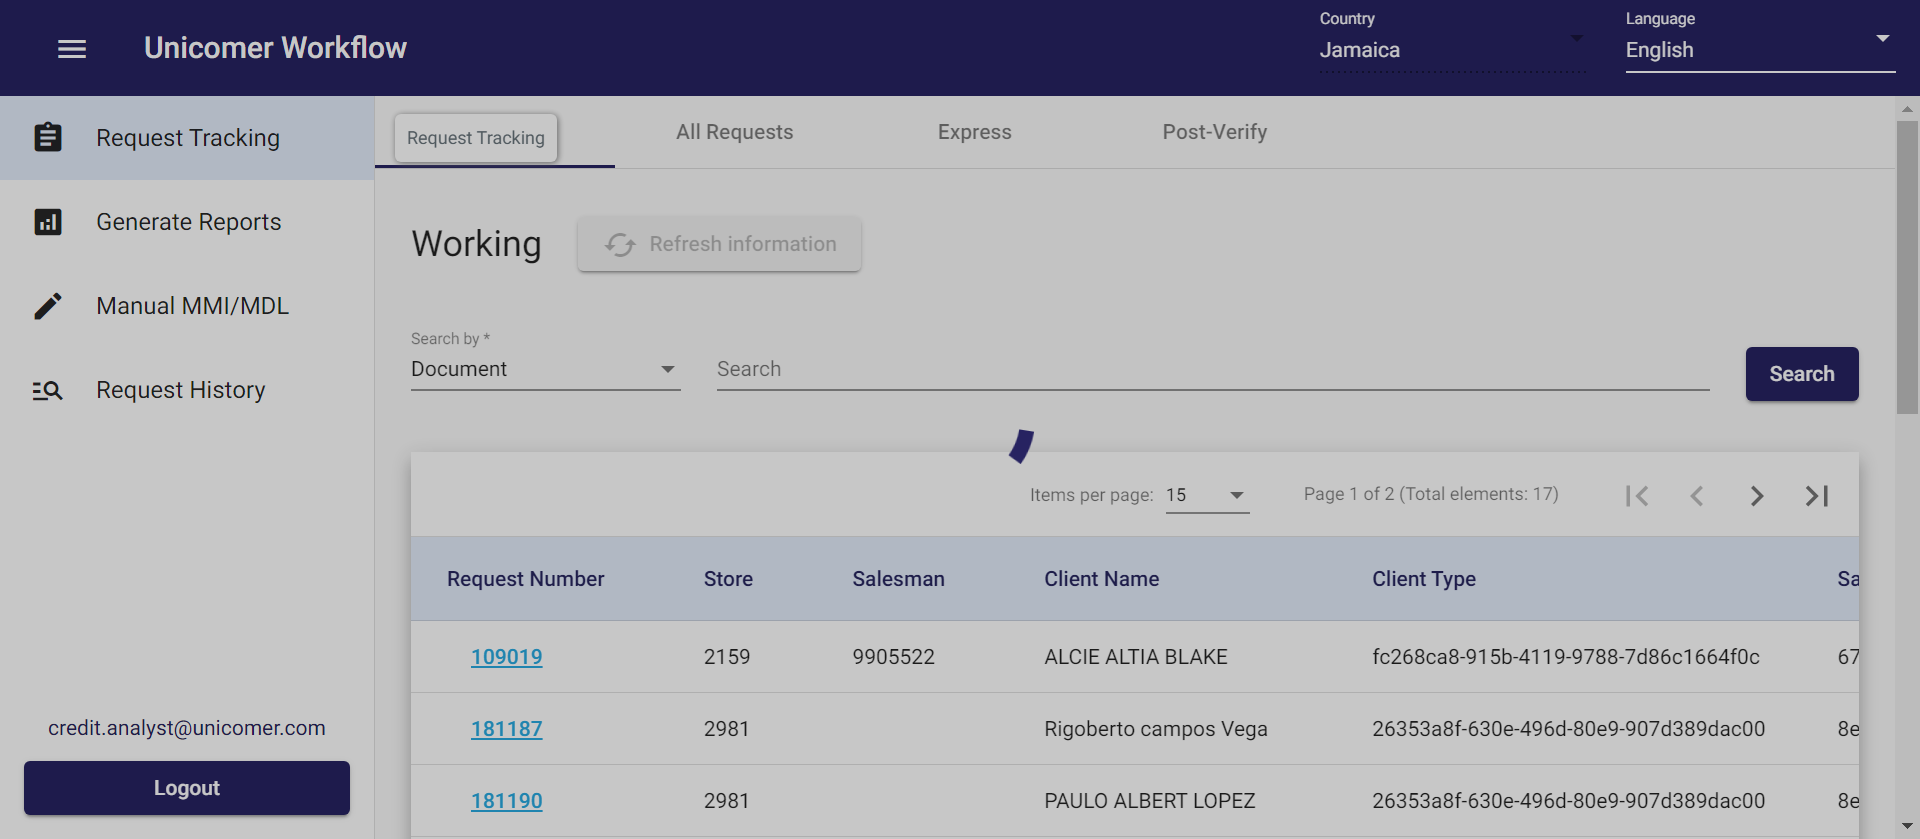 Unicomer Workflow
Country
Jamaica
Language
English
Request Tracking
Generate Reports
Manual MMI/MDL
Request History
credit.analyst@unicomer.com
Logout
Request Tracking
All Requests
Express
Post-Verify
Working
Refresh information
Search by *
Document
Search
Search
Items per page: 15
Page 1 of 2 (Total elements: 17)
Request Number Store Salesman Client Name Client Type Sa
109019 2159 9905522 ALCIE ALTIA BLAKE fc268ca8-915b-4119-9788-7d86c1664f0c 67
181187 2981 Rigoberto campos Vega 26353a8f-630e-496d-80e9-907d389dac00 8e
181190 2981 PAULO ALBERT LOPEZ 26353a8f-630e-496d-80e9-907d389dac00 8e